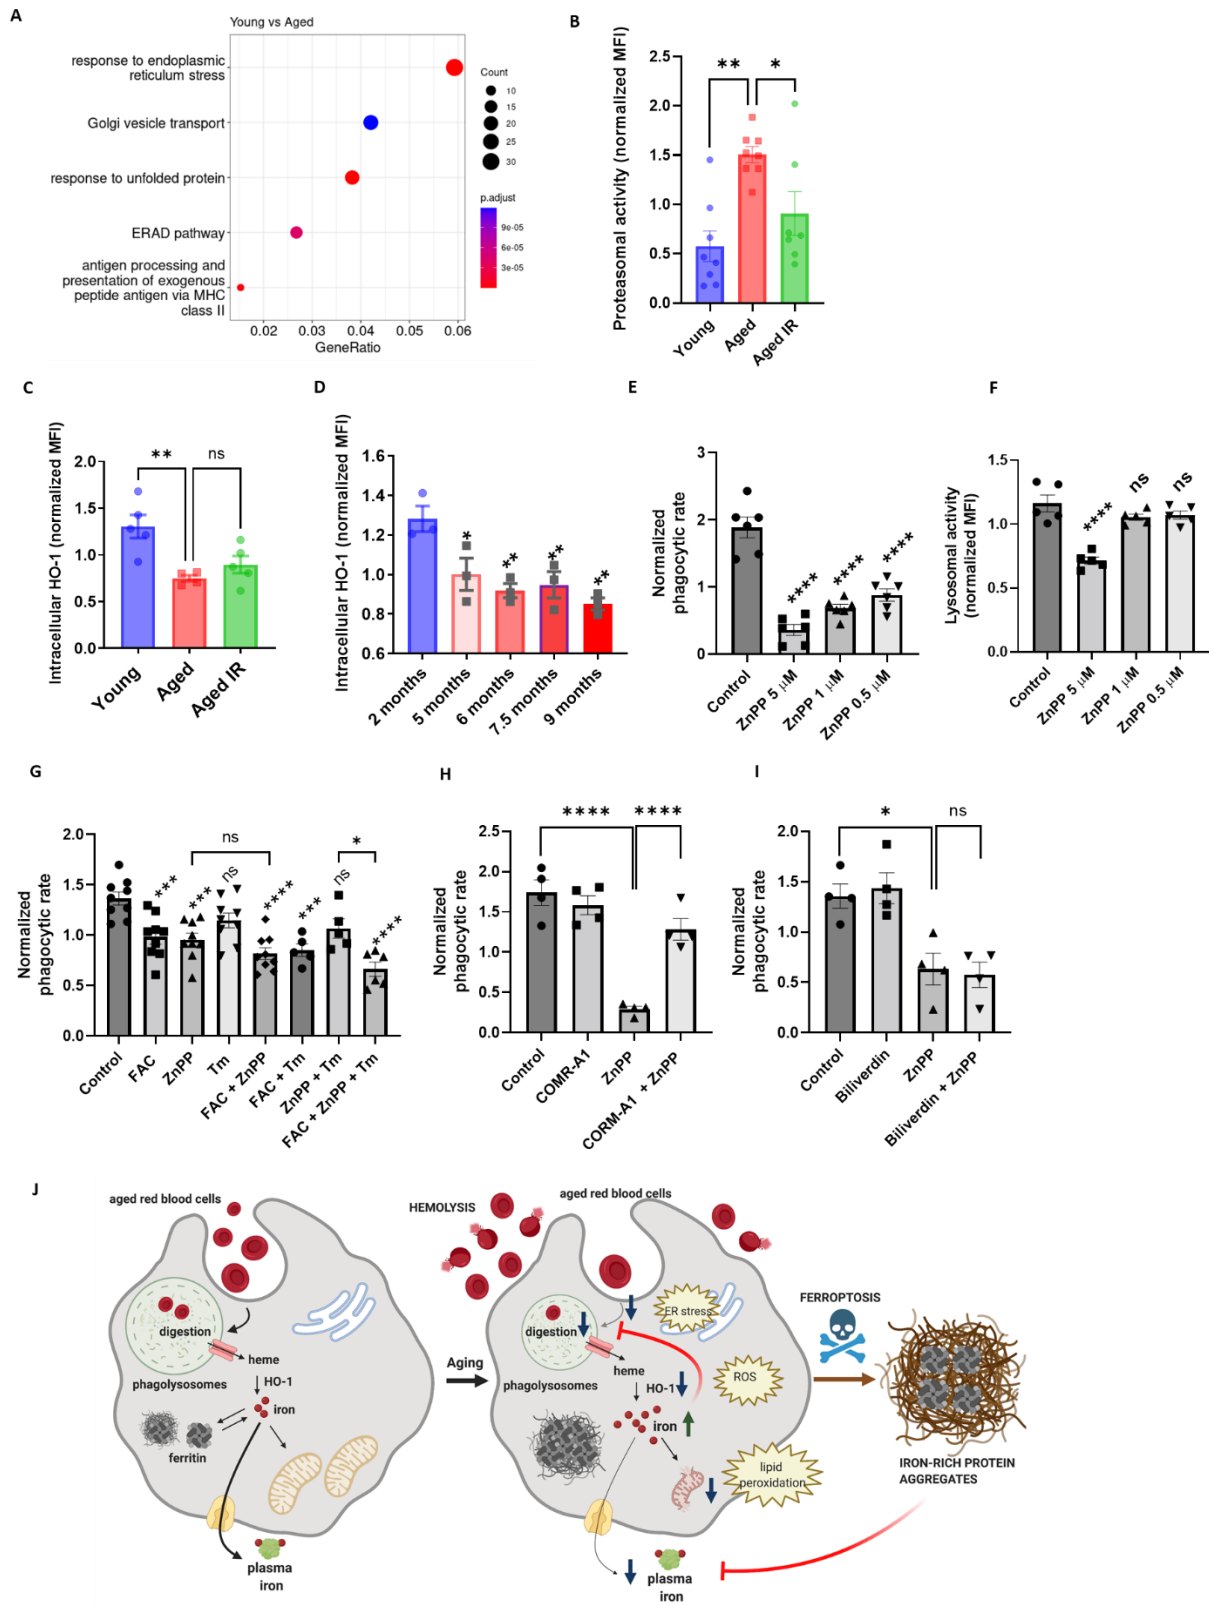 A
Young vs Aged
response to endoplasmic
reticulum stress
Golgi vesicle transport
response to unfolded protein
ERAD pathway
antigen processing and
presentation of exogenous
peptide antigen via MHC
class II
0.02 0.03 0.04 0.05 0.06
GeneRatio
Count
10
15
20
25
30
p.adjust
9e-05
6e-05
3e-05
B
Proteasomal activity (normalized MFI)
2.5
2.0
1.5
1.0
0.5
0.0
** *
Young Aged Aged IR
C
Intracellular HO-1 (normalized MFI)
2.0
1.5
1.0
0.5
0.0
** ns
Young Aged Aged IR
D
Intracellular HO-1 (normalized MFI)
1.6
1.4
1.2
1.0
0.8
0.6
* ** ** **
2 months 5 months 6 months 7.5 months 9 months
E
Normalized
phagocytic rate
3
2
1
0
**** **** ****
Control ZnPP 5 µM ZnPP 1 µM ZnPP 0.5 µM
F
Lysosomal activity
(normalized MFI)
1.5
1.0
0.5
0.0
**** ns ns
Control ZnPP 5 µM ZnPP 1 µM ZnPP 0.5 µM
G
Normalized
phagocytic rate
2.0
1.5
1.0
0.5
0.0
ns *
*** *** ns **** *** ns ****
Control FAC ZnPP Tm FAC + ZnPP FAC + Tm ZnPP + Tm FAC + ZnPP + Tm
H
Normalized
phagocytic rate
2.5
2.0
1.5
1.0
0.5
0.0
**** ****
Control COMR-A1 ZnPP CORM-A1 + ZnPP
I
Normalized
phagocytic rate
2.0
1.5
1.0
0.5
0.0
* ns
Control Biliverdin ZnPP Biliverdin + ZnPP
J
aged red blood cells
digestion
heme
phagolysosomes
HO-1
iron
ferritin
plasma
iron
Aging
HEMOLYSIS
aged red blood cells
ER stress
digestion
heme
phagolysosomes
HO-1
ROS
iron
lipid
peroxidation
plasma
iron
FERROPTOSIS
IRON-RICH PROTEIN
AGGREGATES